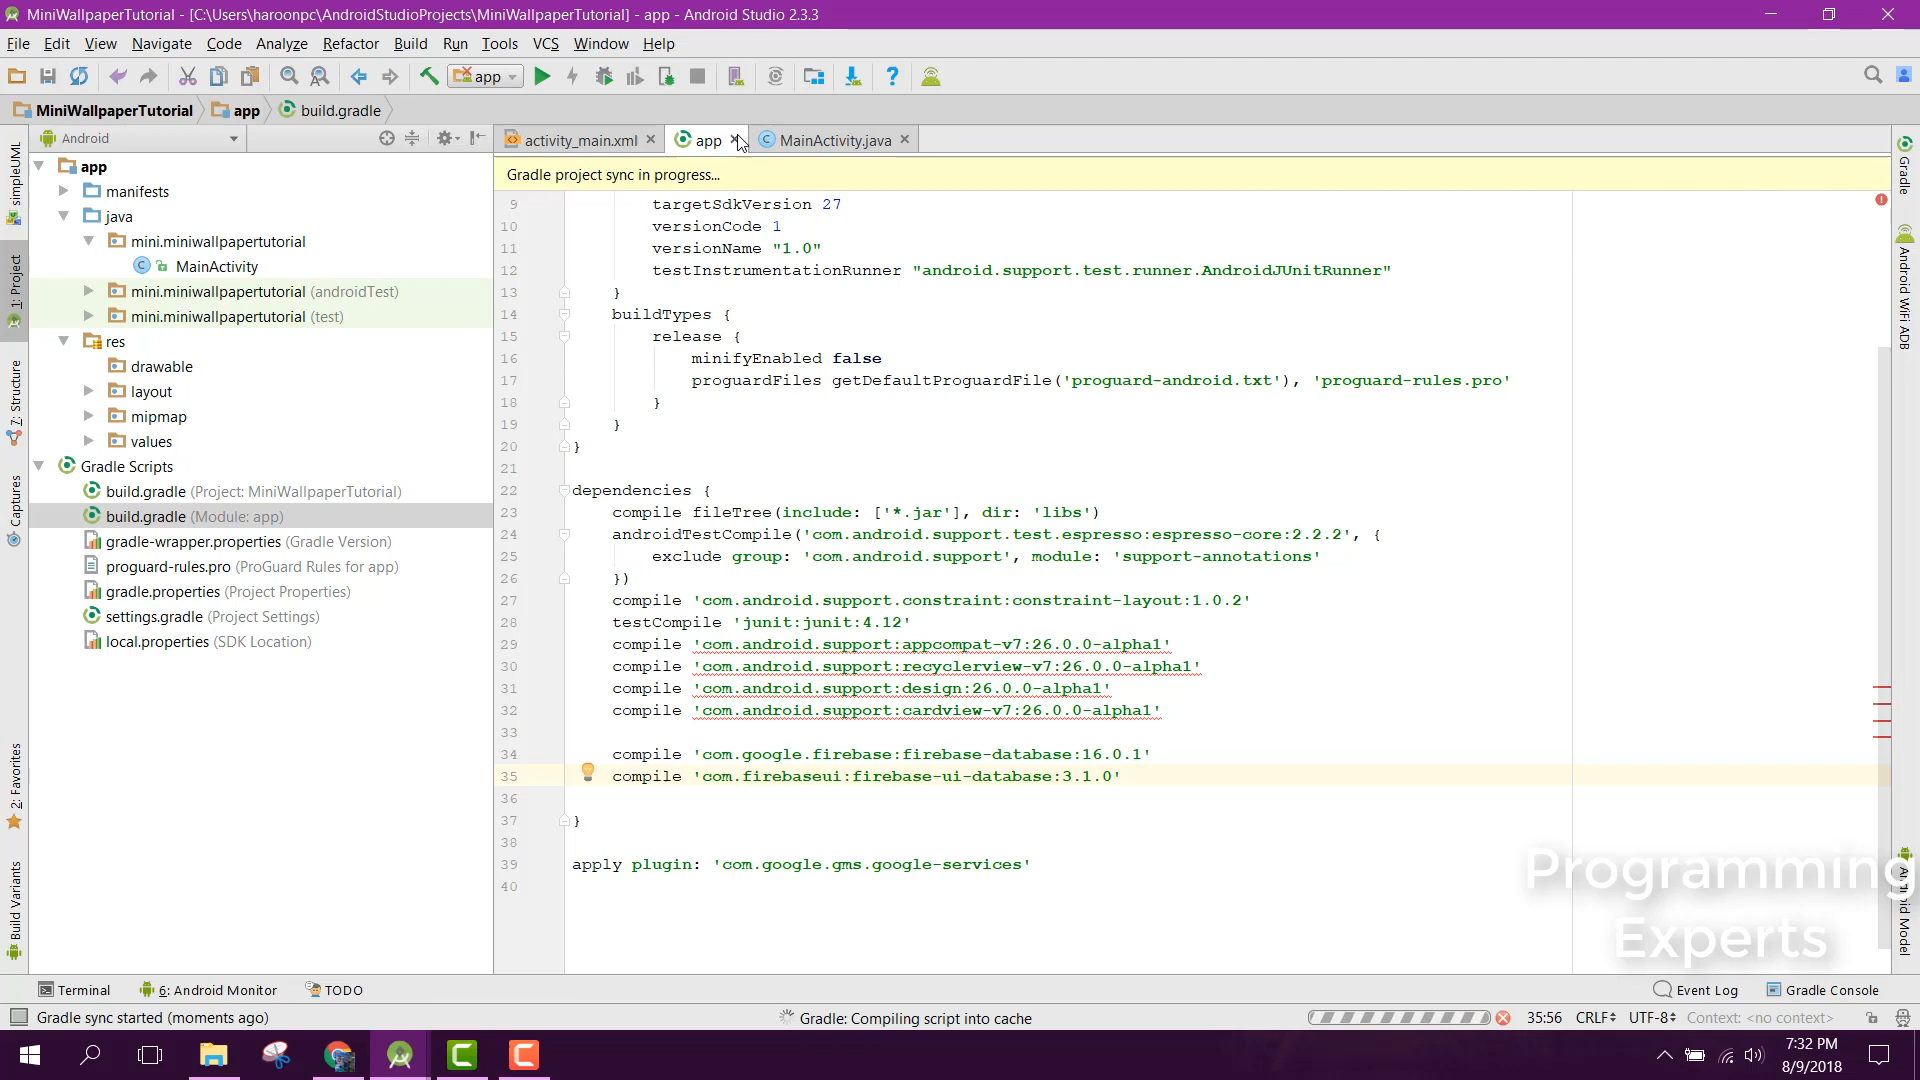 MiniWallpaperTutorial - [C:\Users\haroonpc\AndroidStudioProjects\MiniWallpaperTutorial] - app - Android Studio 2.3.3
File Edit View Navigate Code Analyze Refactor Build Run Tools VCS Window Help
app
MiniWallpaperTutorial app build.gradle
Android
activity_main.xml app MainActivity.java
Gradle project sync in progress...
simpleUML
1: Project
7: Structure
Captures
2: Favorites
Build Variants
app
manifests
java
mini.miniwallpapertutorial
MainActivity
mini.miniwallpapertutorial (androidTest)
mini.miniwallpapertutorial (test)
res
drawable
layout
mipmap
values
Gradle Scripts
build.gradle (Project: MiniWallpaperTutorial)
build.gradle (Module: app)
gradle-wrapper.properties (Gradle Version)
proguard-rules.pro (ProGuard Rules for app)
gradle.properties (Project Properties)
settings.gradle (Project Settings)
local.properties (SDK Location)
9 targetSdkVersion 27
10 versionCode 1
11 versionName "1.0"
12 testInstrumentationRunner "android.support.test.runner.AndroidJUnitRunner"
13 }
14 buildTypes {
15 release {
16 minifyEnabled false
17 proguardFiles getDefaultProguardFile('proguard-android.txt'), 'proguard-rules.pro'
18 }
19 }
20 }
21
22 dependencies {
23 compile fileTree(include: ['*.jar'], dir: 'libs')
24 androidTestCompile('com.android.support.test.espresso:espresso-core:2.2.2', {
25 exclude group: 'com.android.support', module: 'support-annotations'
26 })
27 compile 'com.android.support.constraint:constraint-layout:1.0.2'
28 testCompile 'junit:junit:4.12'
29 compile 'com.android.support:appcompat-v7:26.0.0-alpha1'
30 compile 'com.android.support:recyclerview-v7:26.0.0-alpha1'
31 compile 'com.android.support:design:26.0.0-alpha1'
32 compile 'com.android.support:cardview-v7:26.0.0-alpha1'
33
34 compile 'com.google.firebase:firebase-database:16.0.1'
35 compile 'com.firebaseui:firebase-ui-database:3.1.0'
36
37 }
38
39 apply plugin: 'com.google.gms.google-services'
40
Gradle
Android WiFi ADB
Android Model
Programming
Experts
Terminal 6: Android Monitor TODO Event Log Gradle Console
Gradle sync started (moments ago) Gradle: Compiling script into cache 35:56 CRLF UTF-8 Context: <no context>
7:32 PM
8/9/2018